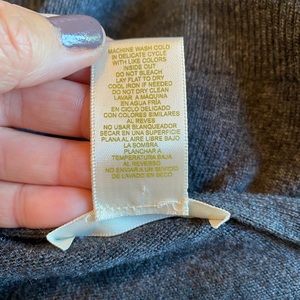 MACHINE WASH COLD
IN DELICATE CYCLE
WITH LIKE COLORS
INSIDE OUT
DO NOT BLEACH
LAY FLAT TO DRY
COOL IRON IF NEEDED
DO NOT DRY CLEAN
LAVAR A MAQUINA
EN AGUA FRÍA
EN CICLO DELICADO
CON COLORES SIMILARES
AL REVES
NO USAR BLANQUEADOR
SECAR EN UNA SUPERFICIE
PLANA AL AIRE LIBRE BAJO
LA SOMBRA
PLANCHAR A
TEMPERATURA BAJA
AL REVERSO
NO ENVIAR A UN SERVICIO
DE LAVADO EN SECO